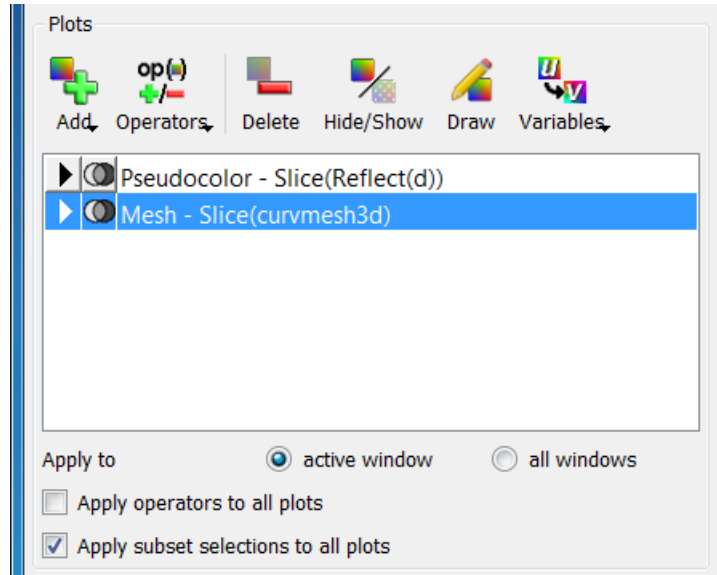 Plots
op( ) +/-
u v
Add Operators Delete Hide/Show Draw Variables
Pseudocolor - Slice(Reflect(d))
Mesh - Slice(curvmesh3d)
Apply to active window all windows
Apply operators to all plots
Apply subset selections to all plots